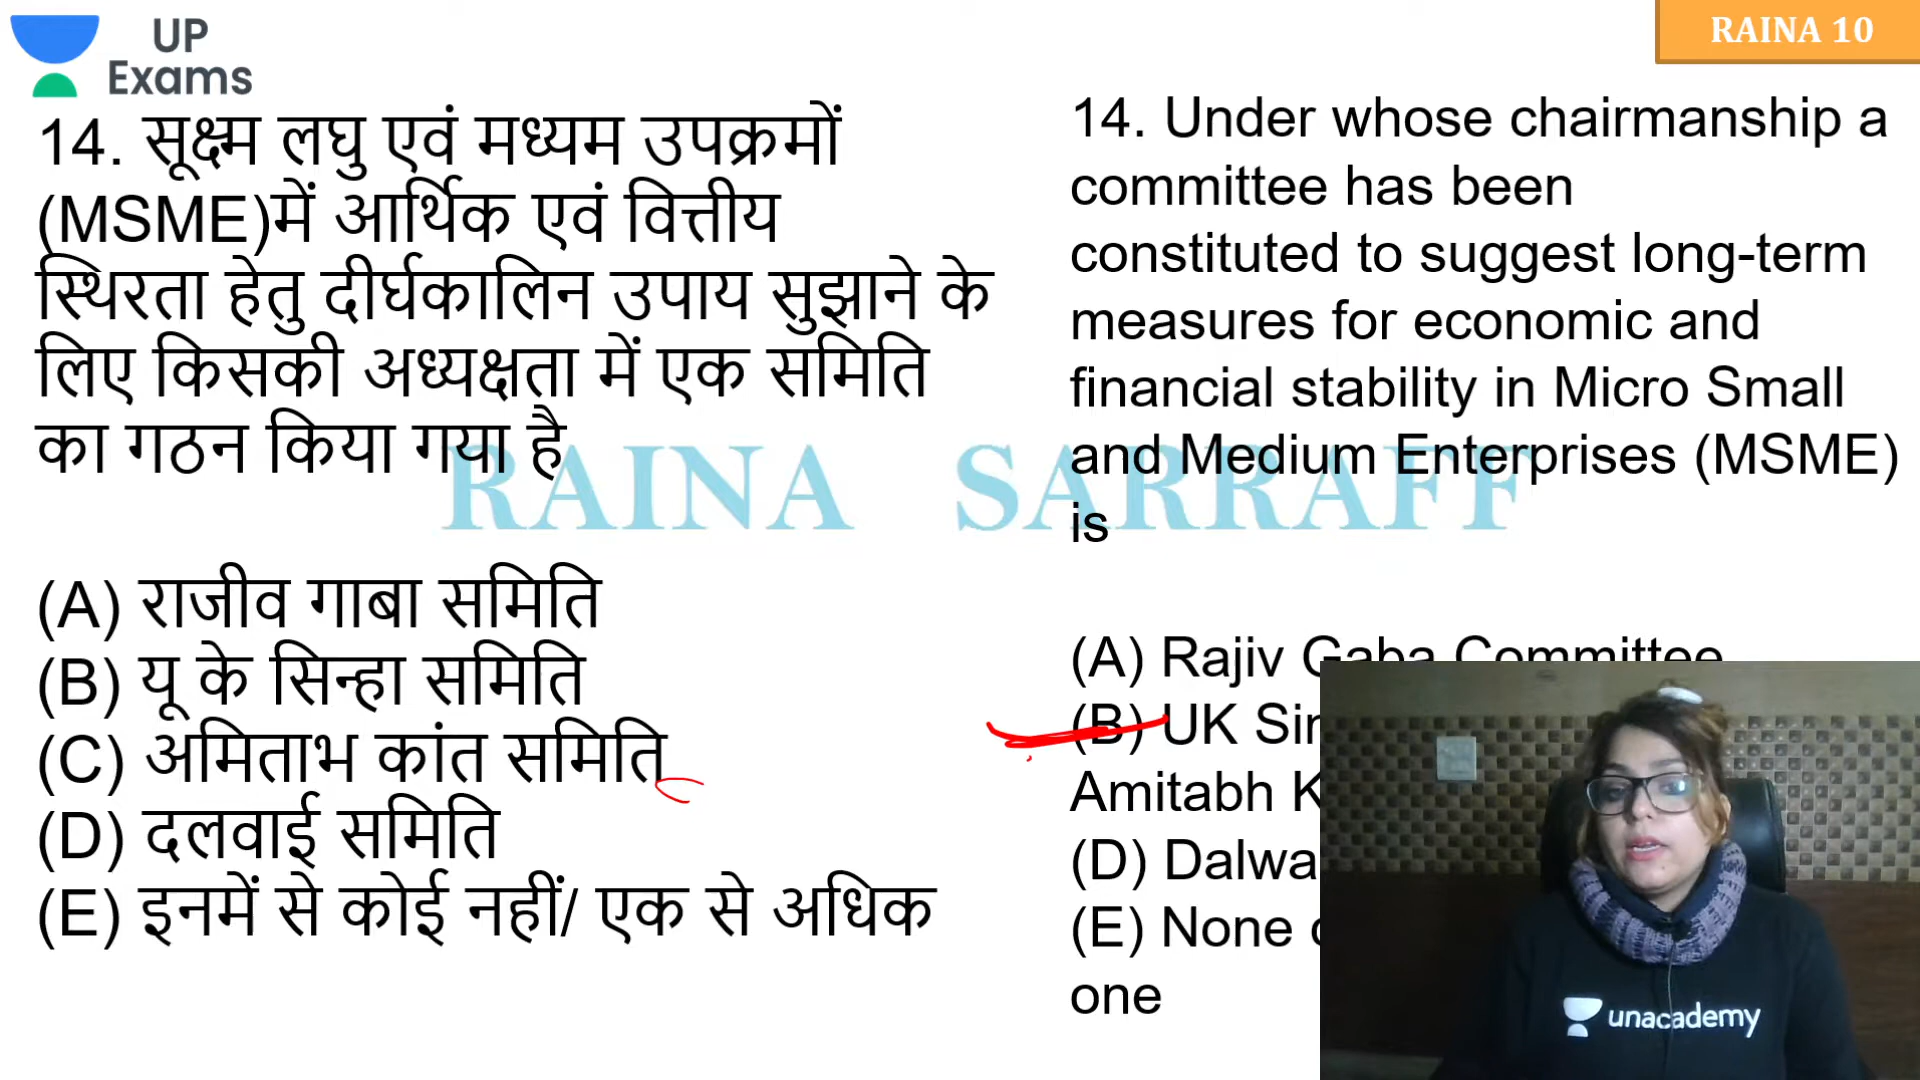 UP
Exams
RAINA 10
14. सूक्ष्म लघु एवं मध्यम उपक्रमों
(MSME)में आर्थिक एवं वित्तीय
स्थिरता हेतु दीर्घकालिन उपाय सुझाने के
लिए किसकी अध्यक्षता में एक समिति
का गठन किया गया है
(A) राजीव गाबा समिति
(B) यू के सिन्हा समिति
(C) अमिताभ कांत समिति
(D) दलवाई समिति
(E) इनमें से कोई नहीं/ एक से अधिक
14. Under whose chairmanship a
committee has been
constituted to suggest long-term
measures for economic and
financial stability in Micro Small
and Medium Enterprises (MSME)
is
(A) Rajiv Gaba Committee
(B) UK
Amitabh
(D)
(E) None
one
RAINA SARRAFF
unacademy